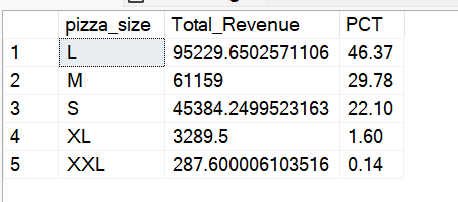 pizza_size Total_Revenue PCT
1 L 95229.6502571106 46.37
2 M 61159 29.78
3 S 45384.2499523163 22.10
4 XL 3289.5 1.60
5 XXL 287.600006103516 0.14